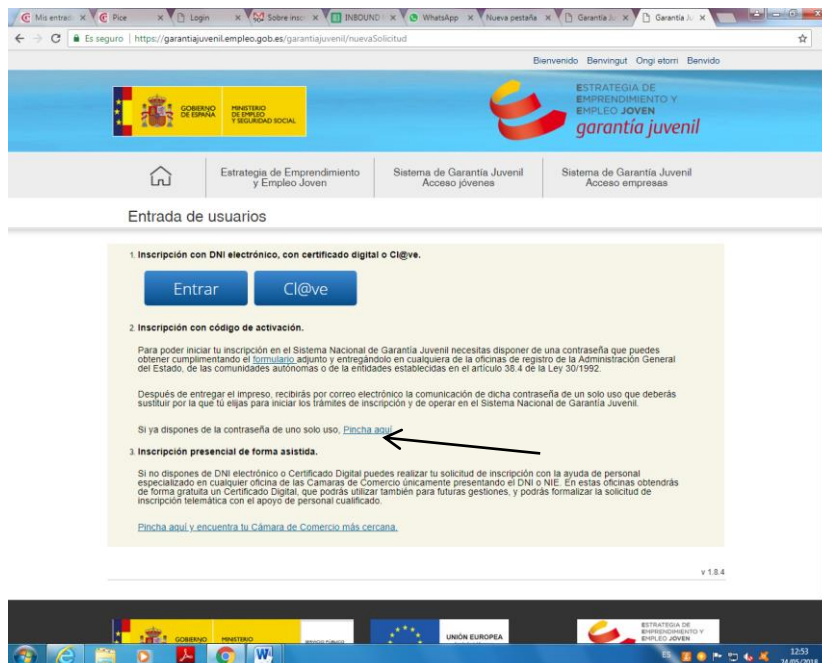 Mis entrad
Pice
Login
Sobre insc
INBOUND
WhatsApp
Nueva pestaña
Garantía Ju
Garantía Ju
Es seguro | https://garantiajuvenil.empleo.gob.es/garantiajuvenil/nuevaSolicitud
Bienvenido Benvingut Ongi etorri Benvido
GOBIERNO DE ESPAÑA
MINISTERIO DE EMPLEO Y SEGURIDAD SOCIAL
ESTRATEGIA DE
EMPRENDIMIENTO Y
EMPLEO JOVEN
garantía juvenil
Estrategia de Emprendimiento y Empleo Joven
Sistema de Garantía Juvenil Acceso jóvenes
Sistema de Garantía Juvenil Acceso empresas
Entrada de usuarios
1. Inscripción con DNI electrónico, con certificado digital o Cl@ve.
Entrar Cl@ve
2. Inscripción con código de activación.
Para poder iniciar tu inscripción en el Sistema Nacional de Garantía Juvenil necesitas disponer de una contraseña que puedes
obtener cumplimentando el formulario adjunto y entregándolo en cualquiera de la oficinas de registro de la Administración General
del Estado, de las comunidades autónomas o de la entidades establecidas en el artículo 38.4 de la Ley 30/1992.
Después de entregar el impreso, recibirás por correo electrónico la comunicación de dicha contraseña de un solo uso que deberás
sustituir por la que tú elijas para iniciar los trámites de inscripción y de operar en el Sistema Nacional de Garantía Juvenil.
Si ya dispones de la contraseña de uno solo uso, Pincha aquí
3. Inscripción presencial de forma asistida.
Si no dispones de DNI electrónico o Certificado Digital puedes realizar tu solicitud de inscripción con la ayuda de personal
especializado en cualquier oficina de las Camaras de Comercio únicamente presentando el DNI o NIE. En estas oficinas obtendrás
de forma gratuita un Certificado Digital, que podrás utilizar también para futuras gestiones, y podrás formalizar la solicitud de
inscripción telemática con el apoyo de personal cualificado.
Pincha aquí y encuentra tu Cámara de Comercio más cercana.
v 1.8.4
GOBIERNO
MINISTERIO
UNIÓN EUROPEA
ESTRATEGIA DE
EMPRENDIMIENTO Y
EMPLEO JOVEN
ES
12:53
24/05/2018